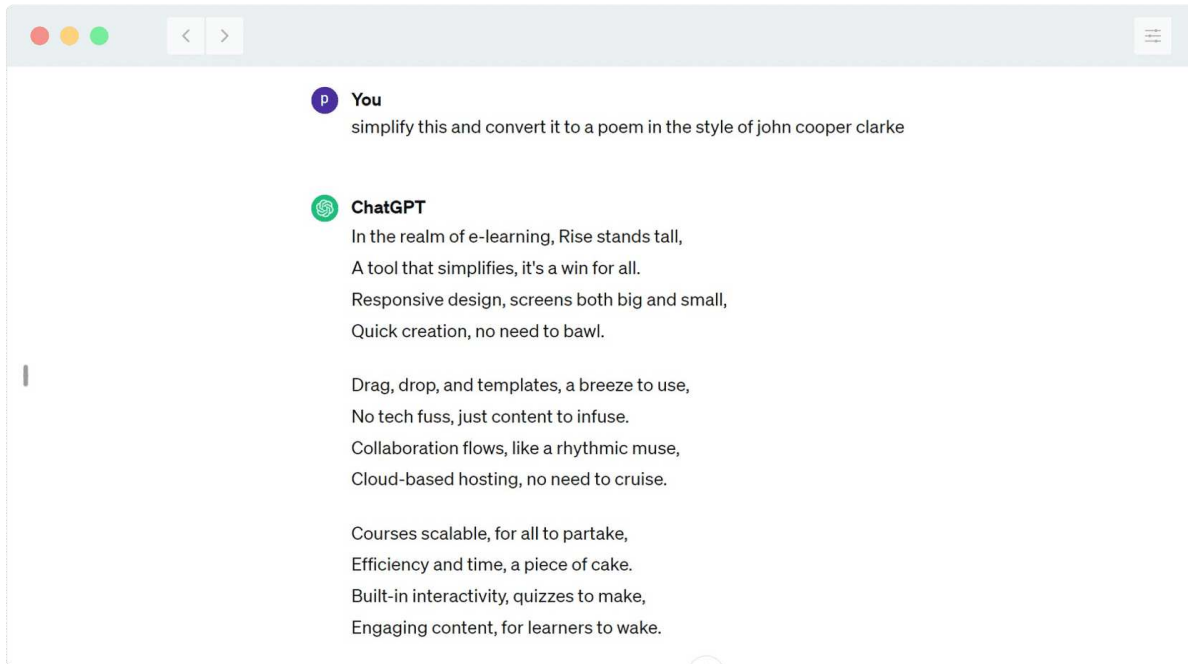 P
You
simplify this and convert it to a poem in the style of john cooper clarke
ChatGPT
In the realm of e-learning, Rise stands tall,
A tool that simplifies, it's a win for all.
Responsive design, screens both big and small,
Quick creation, no need to bawl.
Drag, drop, and templates, a breeze to use,
No tech fuss, just content to infuse.
Collaboration flows, like a rhythmic muse,
Cloud-based hosting, no need to cruise.
Courses scalable, for all to partake,
Efficiency and time, a piece of cake.
Built-in interactivity, quizzes to make,
Engaging content, for learners to wake.